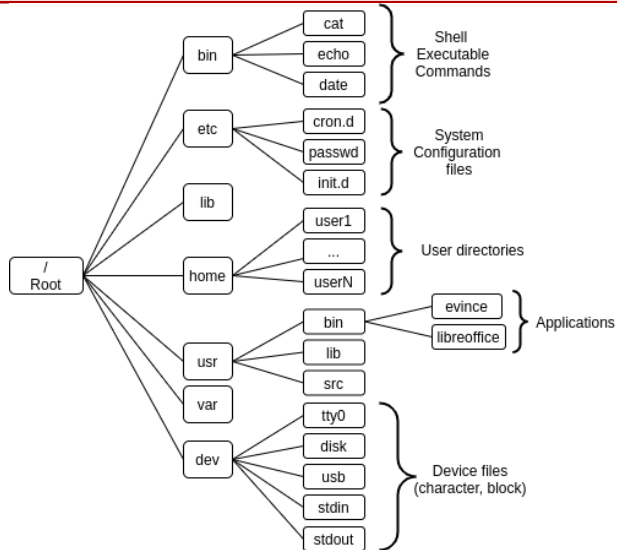 /
Root
bin
cat
echo
date
Shell
Executable
Commands
etc
cron.d
passwd
init.d
System
Configuration
files
lib
home
user1
...
userN
User directories
usr
bin
evince
libreoffice
Applications
lib
src
var
dev
tty0
disk
usb
stdin
stdout
Device files
(character, block)